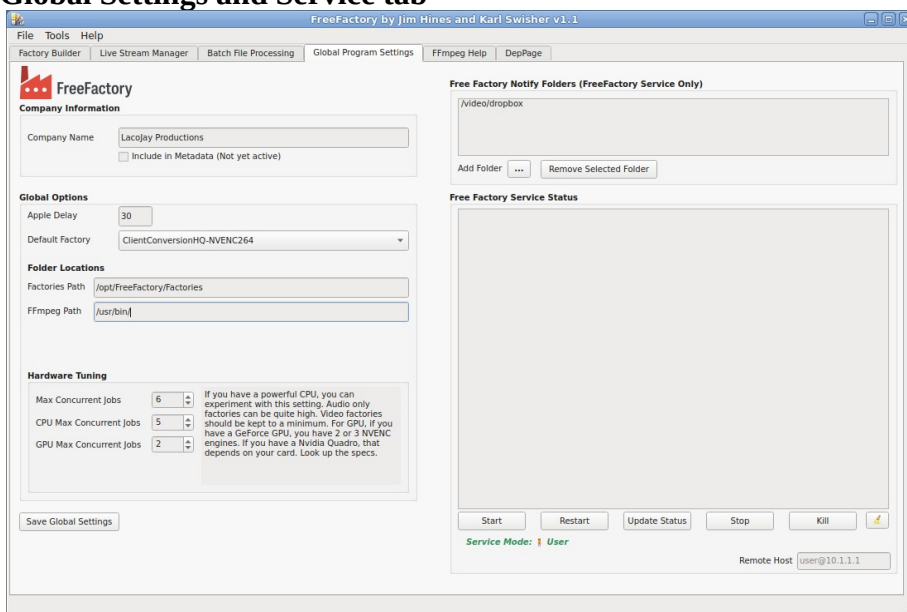 Global Settings and Service tab
FreeFactory by Jim Hines and Karl Swisher v1.1
File Tools Help
Factory Builder Live Stream Manager Batch File Processing Global Program Settings FFmpeg Help DepPage
FreeFactory
Company Information
Company Name LacoJay Productions
Include in Metadata (Not yet active)
Global Options
Apple Delay 30
Default Factory ClientConversionHQ-NVENC264
Folder Locations
Factories Path /opt/FreeFactory/Factories
FFmpeg Path /usr/bin/
Hardware Tuning
Max Concurrent Jobs 6
CPU Max Concurrent Jobs 5
GPU Max Concurrent Jobs 2
If you have a powerful CPU, you can
experiment with this setting. Audio only
factories can be quite high. Video factories
should be kept to a minimum. For GPU, if you
have a GeForce GPU, you have 2 or 3 NVENC
engines. If you have a Nvidia Quadro, that
depends on your card. Look up the specs.
Save Global Settings
Free Factory Notify Folders (FreeFactory Service Only)
/video/dropbox
Add Folder ... Remove Selected Folder
Free Factory Service Status
Start Restart Update Status Stop Kill
Service Mode: User
Remote Host user@10.1.1.1